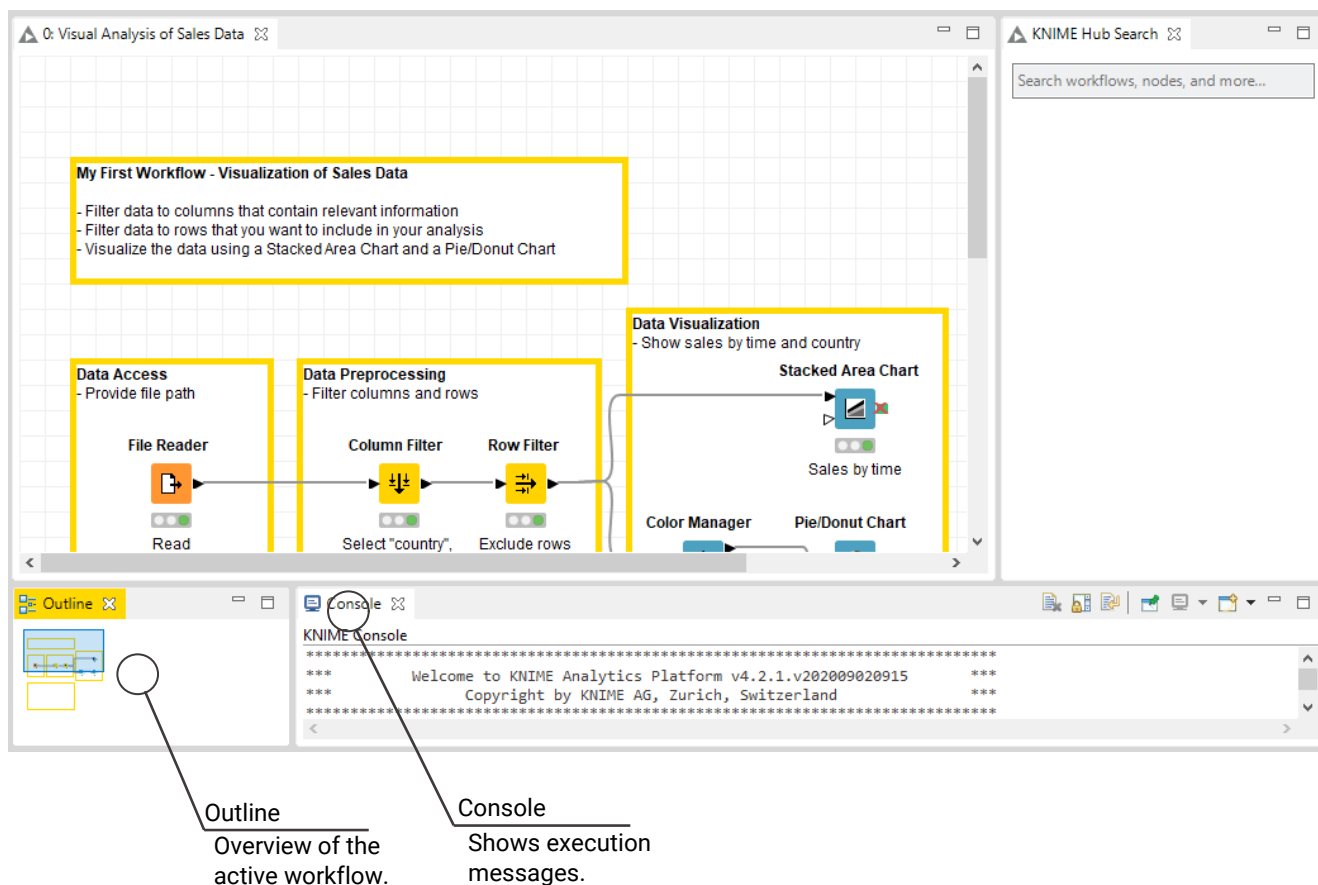 0: Visual Analysis of Sales Data
KNIME Hub Search
Search workflows, nodes, and more...
My First Workflow - Visualization of Sales Data
- Filter data to columns that contain relevant information
- Filter data to rows that you want to include in your analysis
- Visualize the data using a Stacked Area Chart and a Pie/Donut Chart
Data Visualization
- Show sales by time and country
Stacked Area Chart
Sales by time
Data Access
- Provide file path
File Reader
Read
Data Preprocessing
- Filter columns and rows
Column Filter
Row Filter
Select "country",
Exclude rows
Color Manager
Pie/Donut Chart
Outline
Console
KNIME Console
******************************************************************************
***         Welcome to KNIME Analytics Platform v4.2.1.v202009020915       ***
***               Copyright by KNIME AG, Zurich, Switzerland               ***
******************************************************************************
Outline
Overview of the
active workflow.
Console
Shows execution
messages.